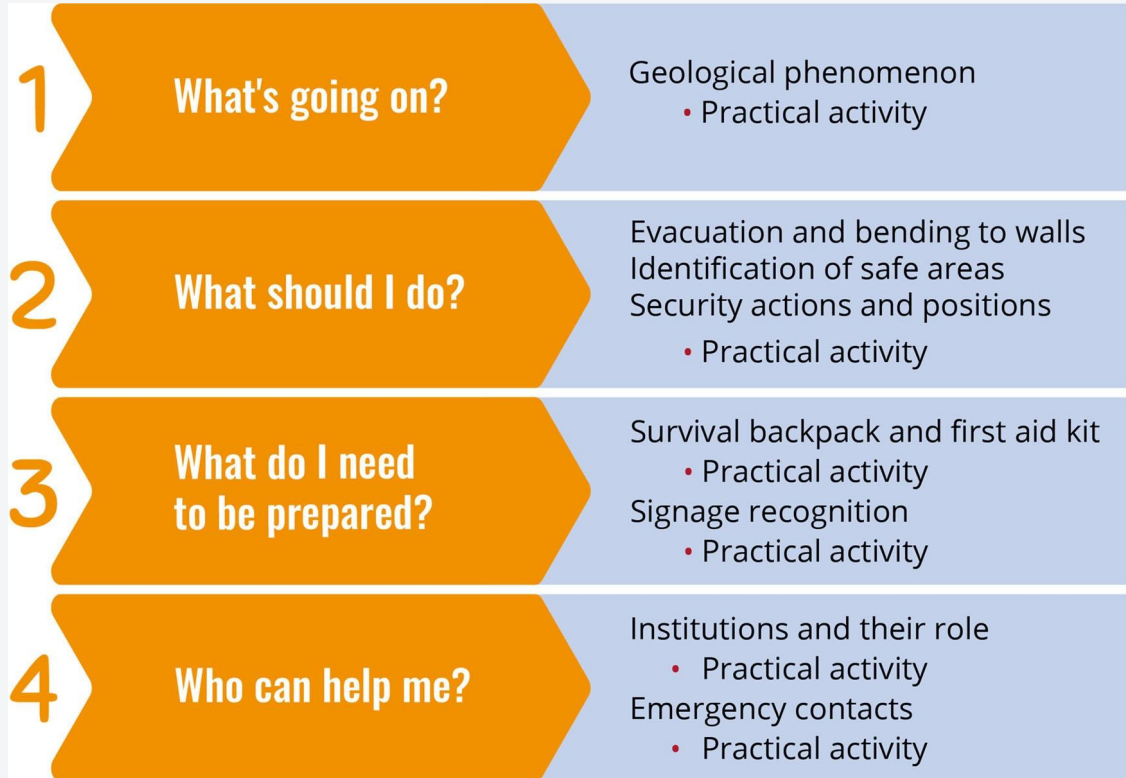 1
What's going on?
Geological phenomenon
• Practical activity
2
What should I do?
Evacuation and bending to walls
Identification of safe areas
Security actions and positions
• Practical activity
3
What do I need
to be prepared?
Survival backpack and first aid kit
• Practical activity
Signage recognition
• Practical activity
4
Who can help me?
Institutions and their role
• Practical activity
Emergency contacts
• Practical activity